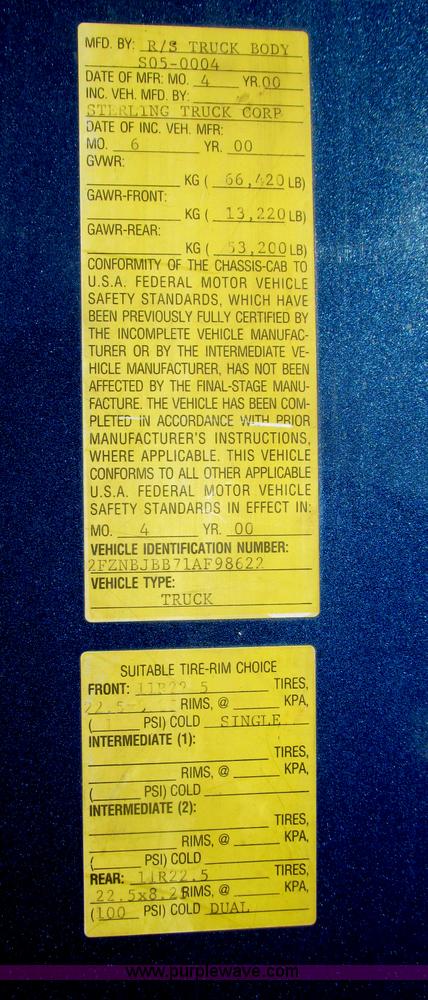 MFD. BY: R/S TRUCK BODY
S05-0004
DATE OF MFR: MO. 4 YR. 00
INC. VEH. MFD. BY:
STERLING TRUCK CORP
DATE OF INC. VEH. MFR:
MO. 6 YR. 00
GVWR:
KG ( 66,420 LB)
GAWR-FRONT:
KG ( 13,220 LB)
GAWR-REAR:
KG ( 53,200 LB)
CONFORMITY OF THE CHASSIS-CAB TO
U.S.A. FEDERAL MOTOR VEHICLE
SAFETY STANDARDS, WHICH HAVE
BEEN PREVIOUSLY FULLY CERTIFIED BY
THE INCOMPLETE VEHICLE MANUFAC-
TURER OR BY THE INTERMEDIATE VE-
HICLE MANUFACTURER, HAS NOT BEEN
AFFECTED BY THE FINAL-STAGE MANU-
FACTURE. THE VEHICLE HAS BEEN COM-
PLETED IN ACCORDANCE WITH PRIOR
MANUFACTURER'S INSTRUCTIONS,
WHERE APPLICABLE. THIS VEHICLE
CONFORMS TO ALL OTHER APPLICABLE
U.S.A. FEDERAL MOTOR VEHICLE
SAFETY STANDARDS IN EFFECT IN:
MO. 4 YR. 00
VEHICLE IDENTIFICATION NUMBER:
2FZNBJBB71AF98622
VEHICLE TYPE:
TRUCK
SUITABLE TIRE-RIM CHOICE
FRONT: 11R22.5 TIRES,
RIMS, @ KPA,
( PSI) COLD SINGLE
INTERMEDIATE (1):
TIRES,
RIMS, @ KPA,
( PSI) COLD
INTERMEDIATE (2):
TIRES,
RIMS, @ KPA,
( PSI) COLD
REAR: 11R22.5 TIRES,
22.5x8.25 RIMS, @ KPA,
(100 PSI) COLD DUAL
www.purplewave.com